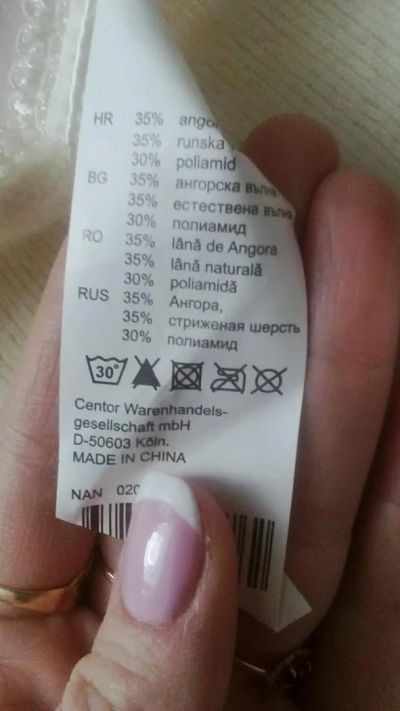 HR 35%
35% runska
30% poliamid
BG 35% ангорска вълна
35% естествена вълна
30% полиамид
RO 35% lână de Angora
35% lână naturală
30% poliamidă
RUS 35% Ангора,
35% стриженая шерсть
30% полиамид
30°
Centor Warenhandels-
gesellschaft mbH
D-50603 Köln.
MADE IN CHINA
NAN